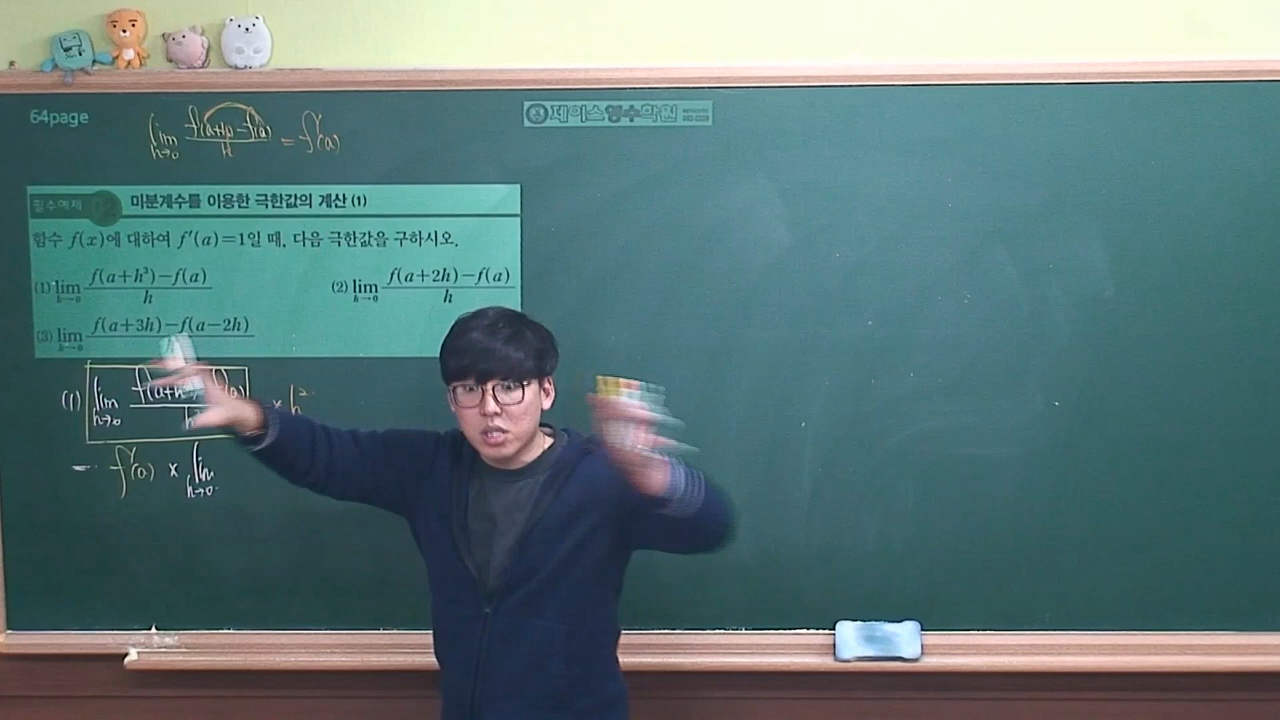 64page
제이스영수학원
lim h→0 f(a+h)-f(a) / h = f'(a)
필수예제 02 미분계수를 이용한 극한값의 계산 (1)
함수 f(x)에 대하여 f'(a)=1일 때, 다음 극한값을 구하시오.
(1) lim h→0 f(a+h³)-f(a) / h (2) lim h→0 f(a+2h)-f(a) / h
(3) lim h→0 f(a+3h)-f(a-2h)
(1) lim h→0 f(a+h f(a) / h × h²
= f'(a) × lim h→0